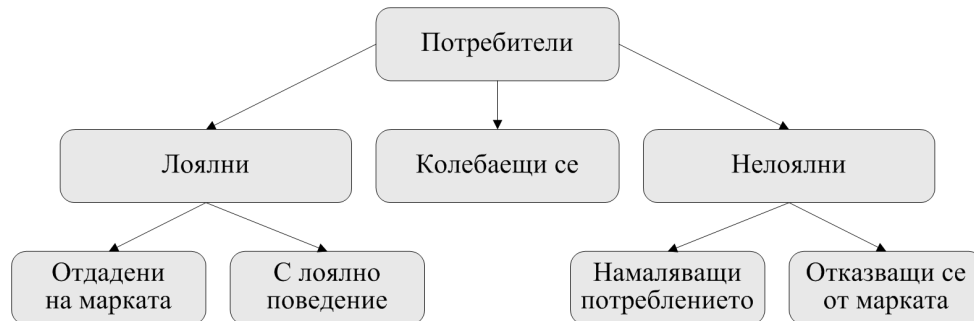 Потребители
Лоялни
Колебаещи се
Нелоялни
Отдадени
на марката
С лоялно
поведение
Намаляващи
потреблението
Отказващи се
от марката